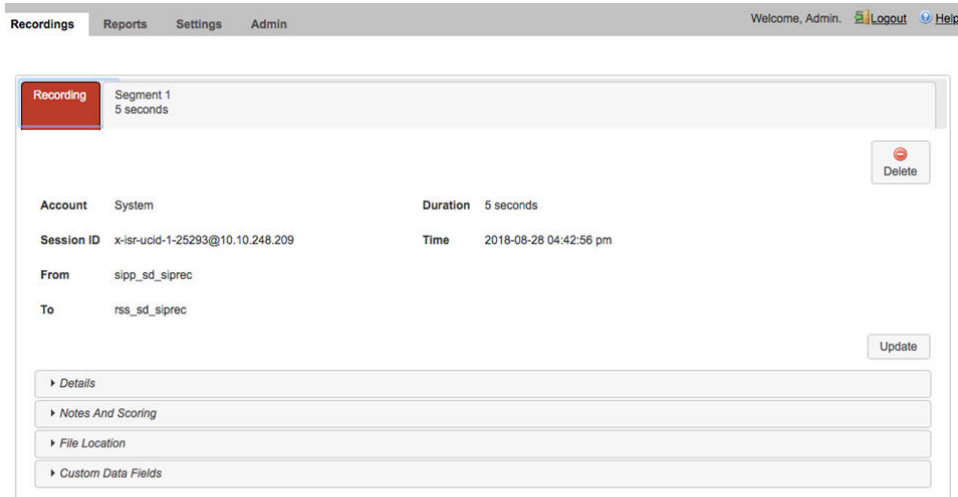 Recordings Reports Settings Admin Welcome, Admin. Logout Help
Recording Segment 1
5 seconds
Delete
Account System Duration 5 seconds
Session ID x-isr-ucid-1-25293@10.10.248.209 Time 2018-08-28 04:42:56 pm
From sipp_sd_siprec
To rss_sd_siprec
Update
Details
Notes And Scoring
File Location
Custom Data Fields